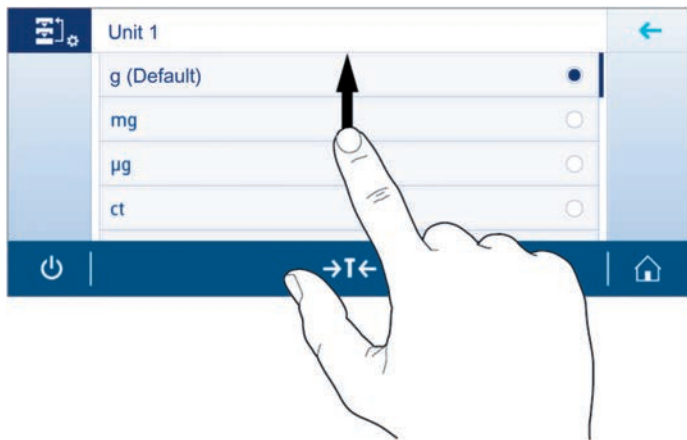 Unit 1
g (Default)
mg
µg
ct
→T←